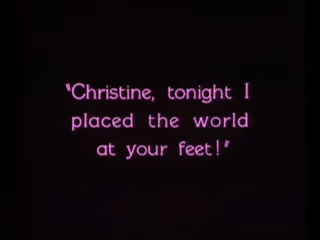 "Christine, tonight I
placed the world
at your feet!"